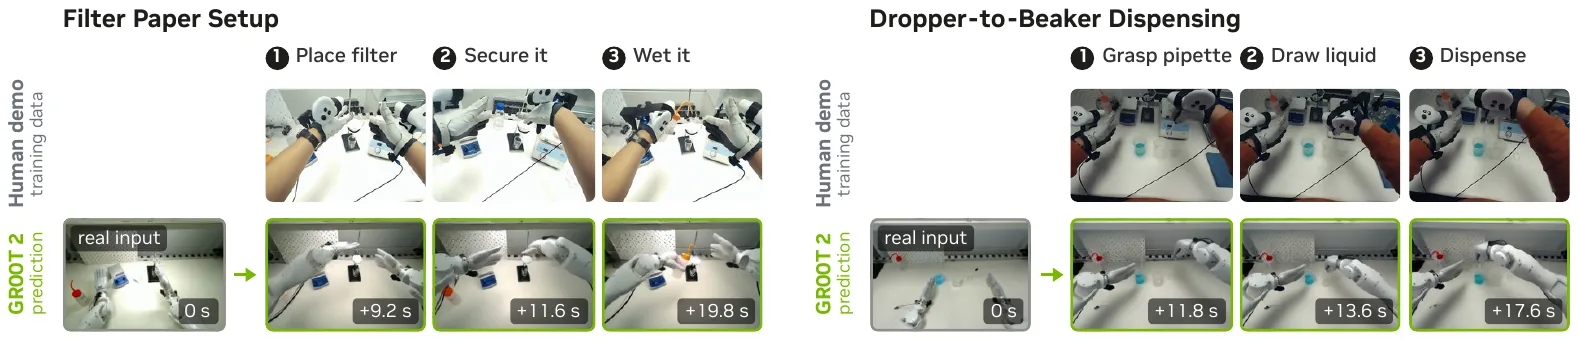 Filter Paper Setup
1 Place filter
2 Secure it
3 Wet it
Human demo
training data
GR00T 2
prediction
real input
0 s
+9.2 s
+11.6 s
+19.8 s
Dropper-to-Beaker Dispensing
1 Grasp pipette
2 Draw liquid
3 Dispense
Human demo
training data
GR00T 2
prediction
real input
0 s
+11.8 s
+13.6 s
+17.6 s